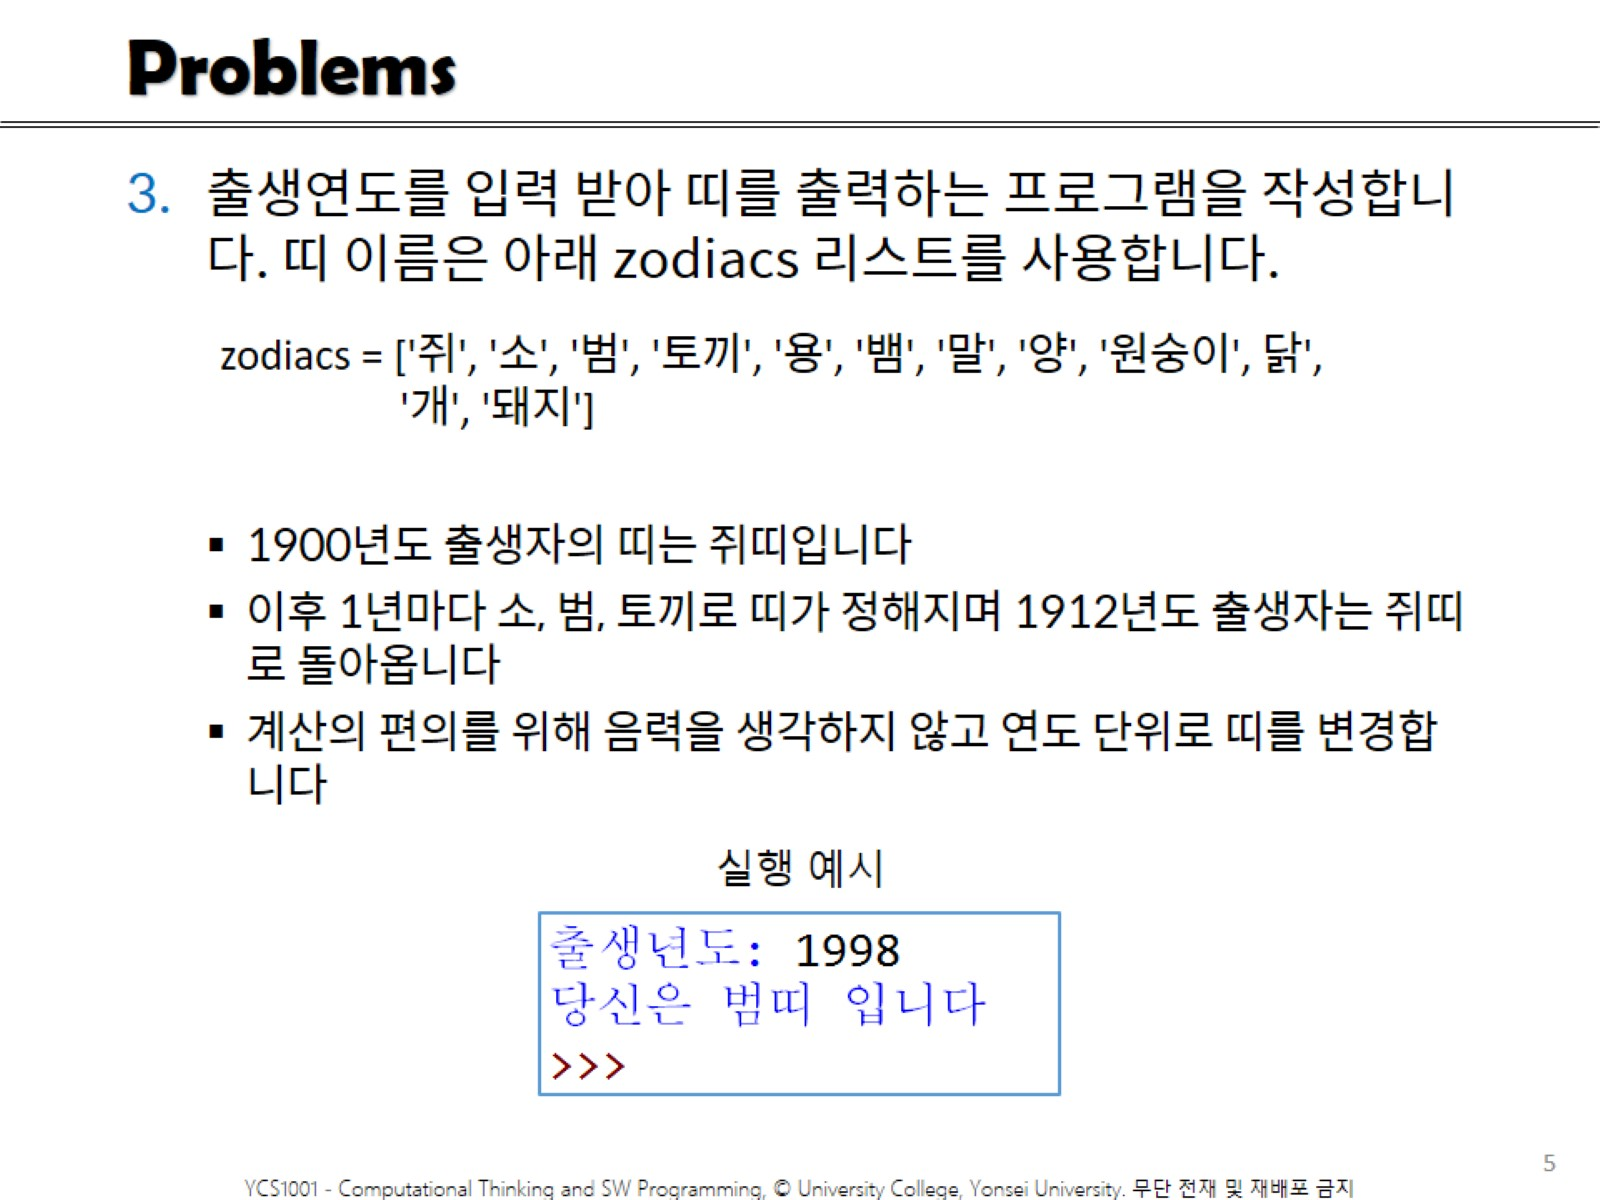 Problems
3. 출생연도를 입력 받아 띠를 출력하는 프로그램을 작성합니
다. 띠 이름은 아래 zodiacs 리스트를 사용합니다.
zodiacs = ['쥐', '소', '범', '토끼', '용', '뱀', '말', '양', '원숭이', 닭',
'개', '돼지']
▪ 1900년도 출생자의 띠는 쥐띠입니다
▪ 이후 1년마다 소, 범, 토끼로 띠가 정해지며 1912년도 출생자는 쥐띠
로 돌아옵니다
▪ 계산의 편의를 위해 음력을 생각하지 않고 연도 단위로 띠를 변경합
니다
실행 예시
출생년도: 1998
당신은 범띠 입니다
>>>
5
YCS1001 - Computational Thinking and SW Programming, © University College, Yonsei University. 무단 전재 및 재배포 금지